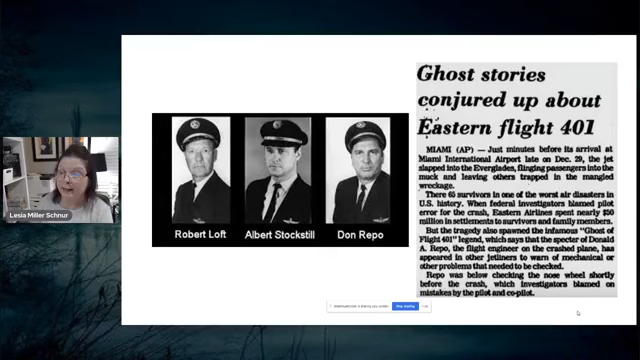 Ghost stories
conjured up about
Eastern flight 401
MIAMI (AP) — Just minutes before its arrival at
Miami International Airport late on Dec. 29, the jet
slapped into the Everglades, flinging passengers into the
muck and leaving others trapped in the mangled
wreckage.
There 65 survivors in one of the worst air disasters in
U.S. history. When federal investigators blamed pilot
error for the crash, Eastern Airlines spent nearly $50
million in settlements to survivors and family members.
But the tragedy also spawned the infamous "Ghost of
Flight 401" legend, which says that the specter of Donald
A. Repo, the flight engineer on the crashed plane, has
appeared in other jetliners to warn of mechanical or
other problems that needed to be checked.
Repo was below checking the nose wheel shortly
before the crash, which investigators blamed on
mistakes by the pilot and co-pilot.
Robert Loft
Albert Stockstill
Don Repo
Lesia Miller Schnur
is sharing your screen.
Stop sharing